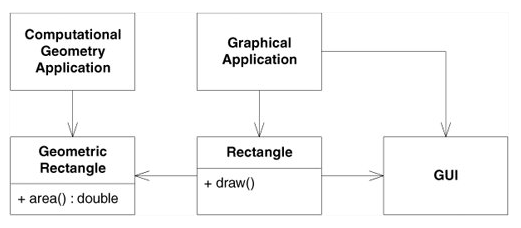 Computational
Geometry
Application
Graphical
Application
Geometric
Rectangle
+ area() : double
Rectangle
+ draw()
GUI